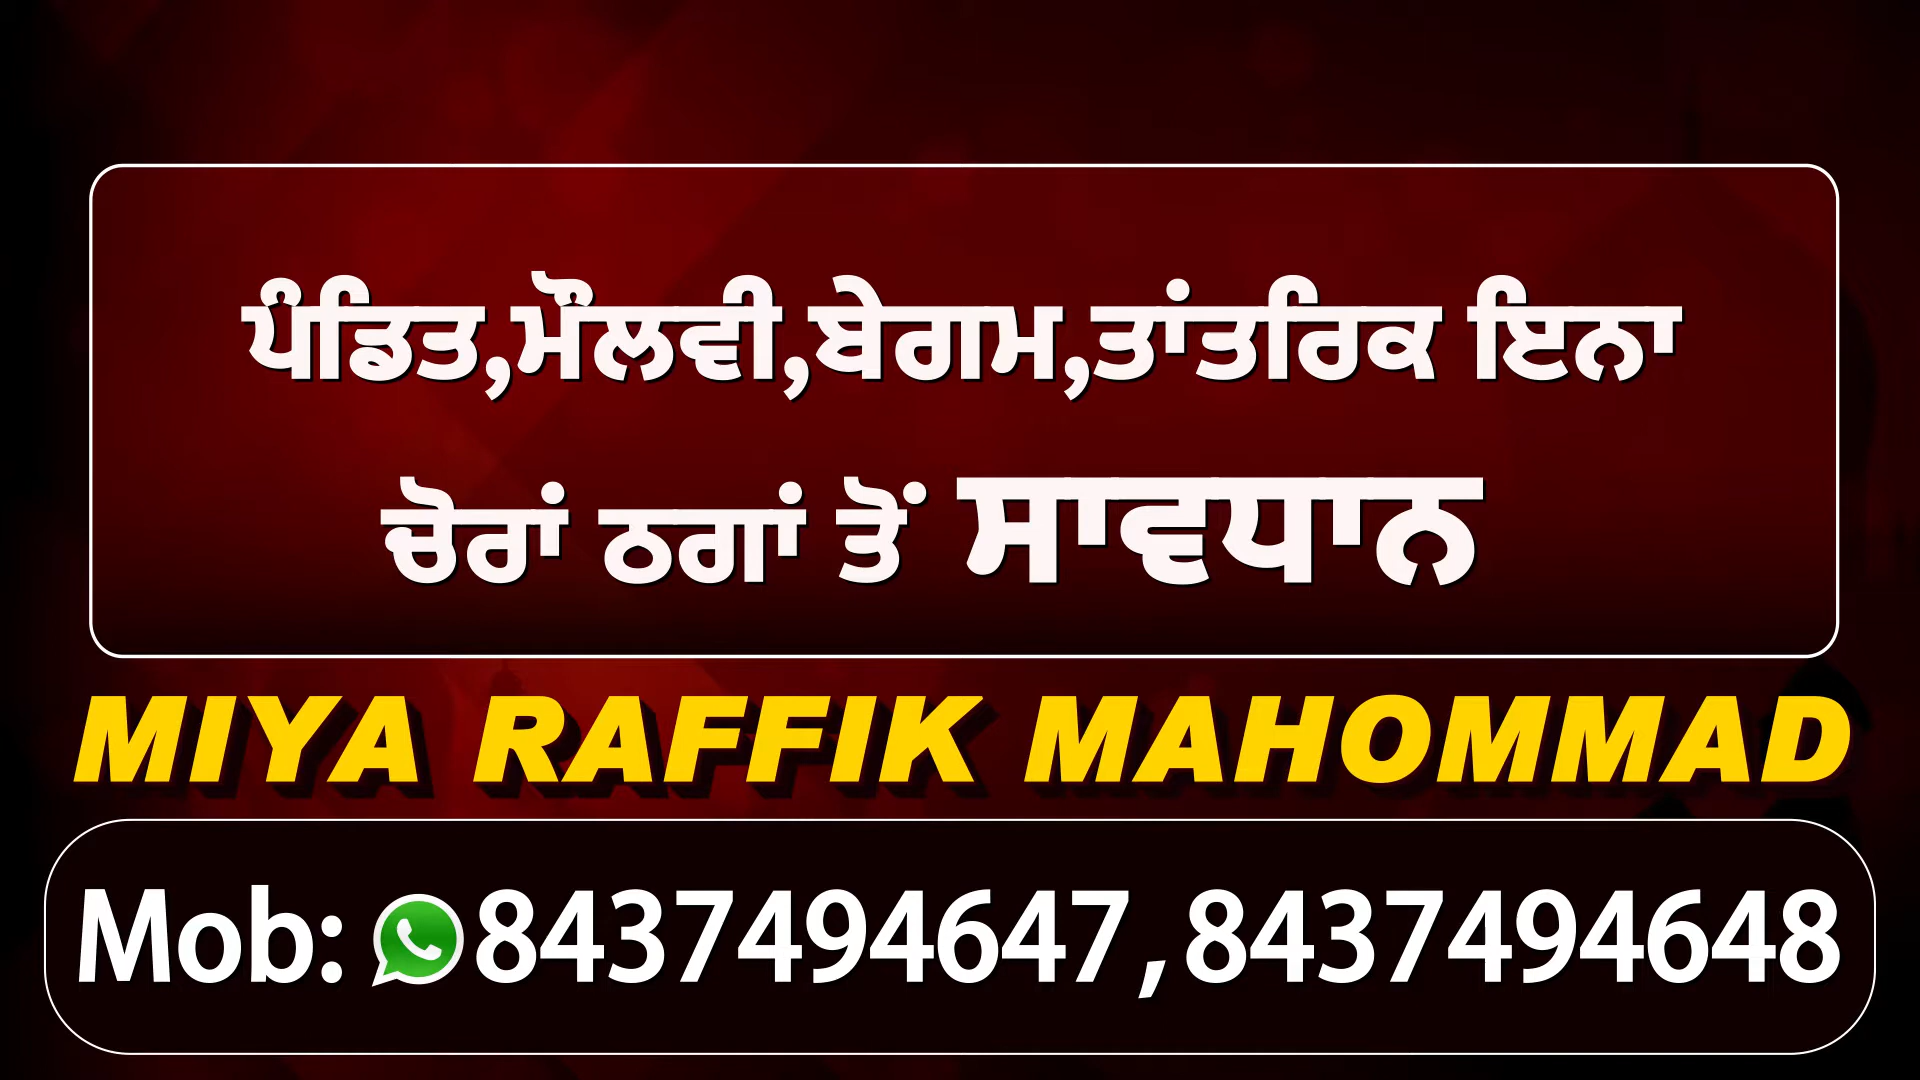 ਪੰਡਿਤ,ਮੌਲਵੀ,ਬੇਗਮ,ਤਾਂਤਰਿਕ ਇਨਾ
ਚੋਰਾਂ ਠਗਾਂ ਤੋਂ ਸਾਵਧਾਨ
MIYA RAFFIK MAHOMMAD
Mob: 8437494647, 8437494648